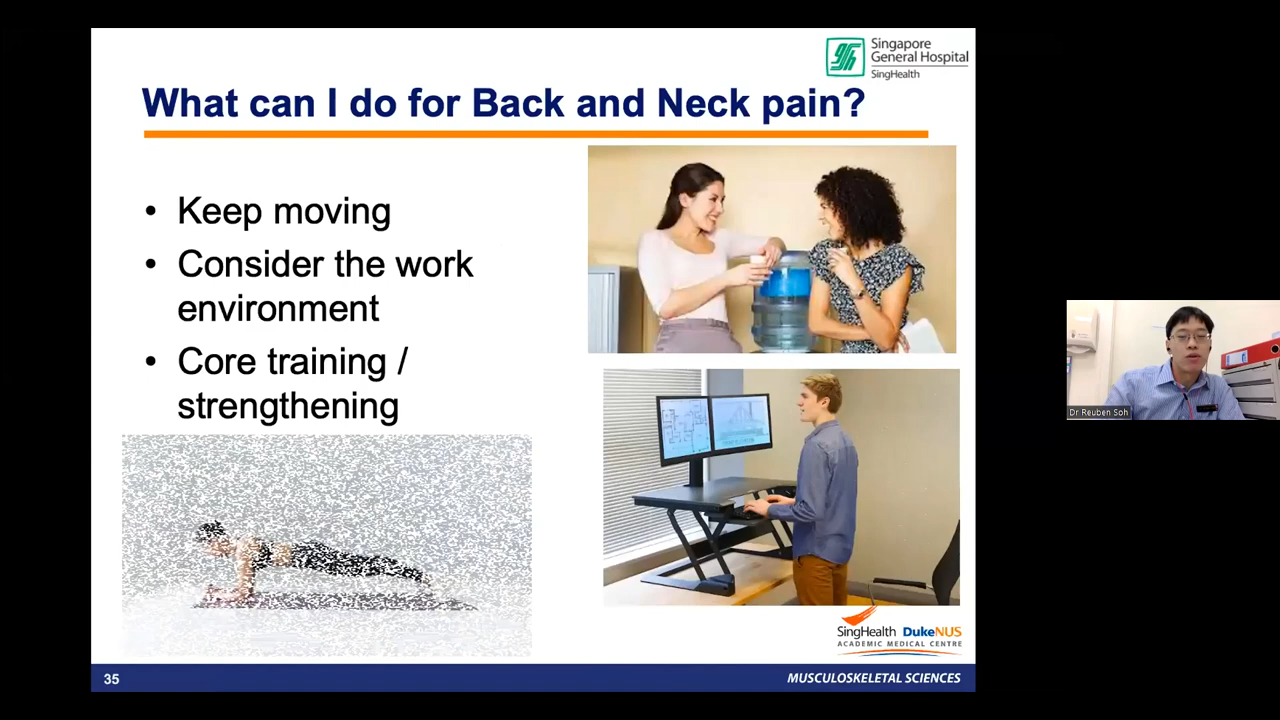 Singapore
General Hospital
SingHealth
What can I do for Back and Neck pain?
• Keep moving
• Consider the work
environment
• Core training /
strengthening
Dr Reuben Soh
SingHealth DukeNUS
ACADEMIC MEDICAL CENTRE
35
MUSCULOSKELETAL SCIENCES